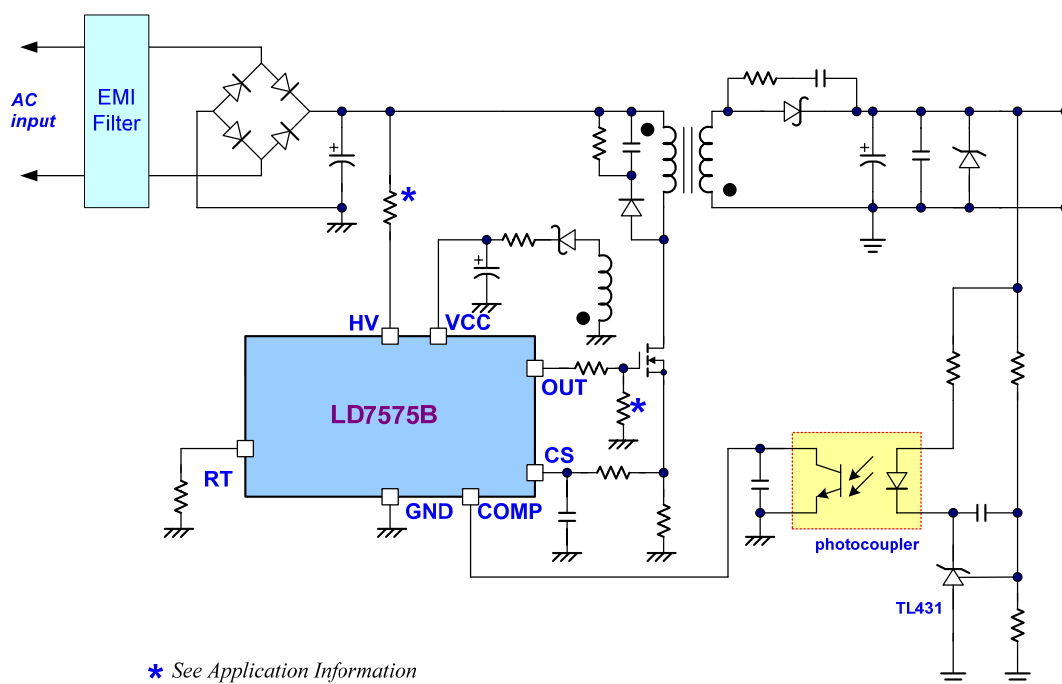 AC
input
EMI
Filter
*
+
+
+
HV
VCC
OUT
*
LD7575B
RT
CS
GND
COMP
photocoupler
TL431
* See Application Information